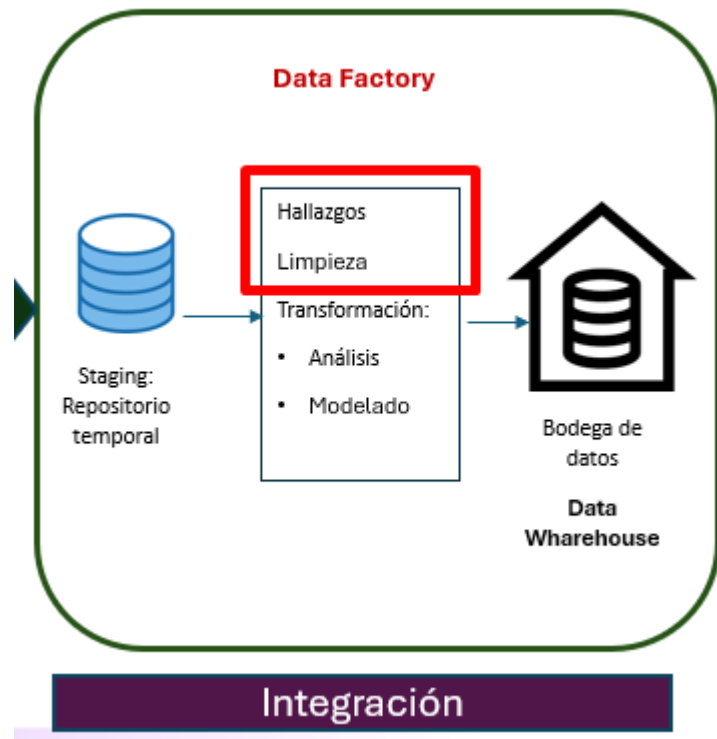 Data Factory
Hallazgos
Limpieza
Transformación:
• Análisis
• Modelado
Staging:
Repositorio
temporal
Bodega de
datos
Data
Wharehouse
Integración